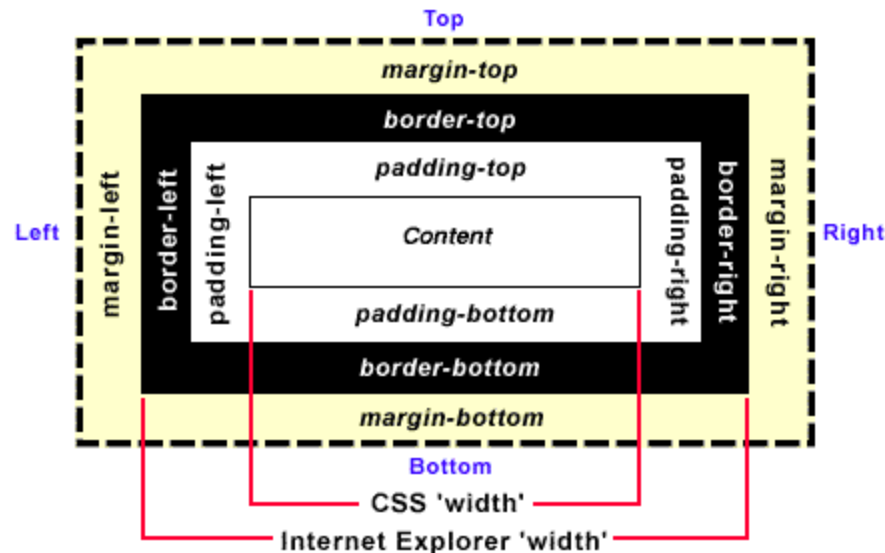 Top
margin-top
border-top
padding-top
Left
margin-left
border-left
padding-left
Content
padding-right
border-right
margin-right
Right
padding-bottom
border-bottom
margin-bottom
Bottom
CSS 'width'
Internet Explorer 'width'